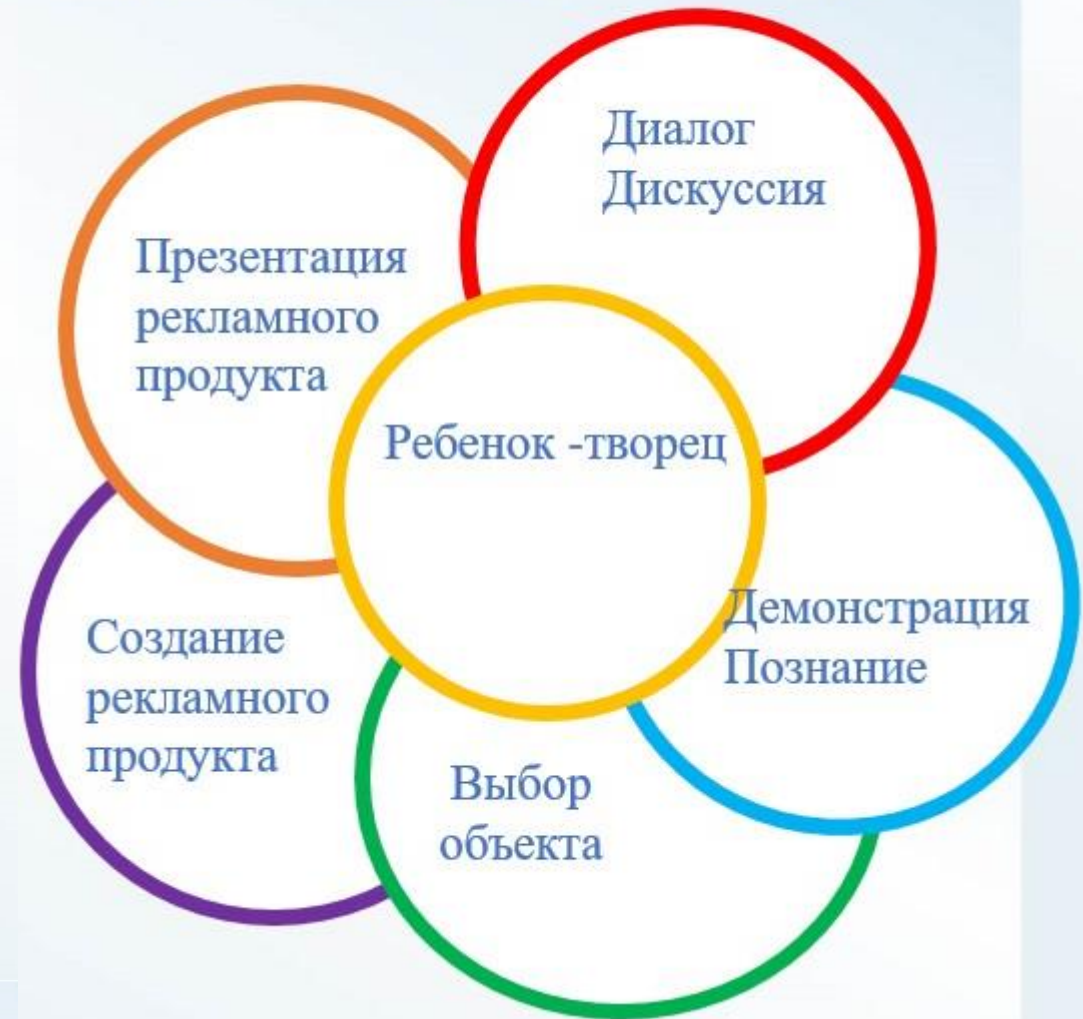 Диалог
Дискуссия
Презентация
рекламного
продукта
Ребенок -творец
Демонстрация
Познание
Создание
рекламного
продукта
Выбор
объекта